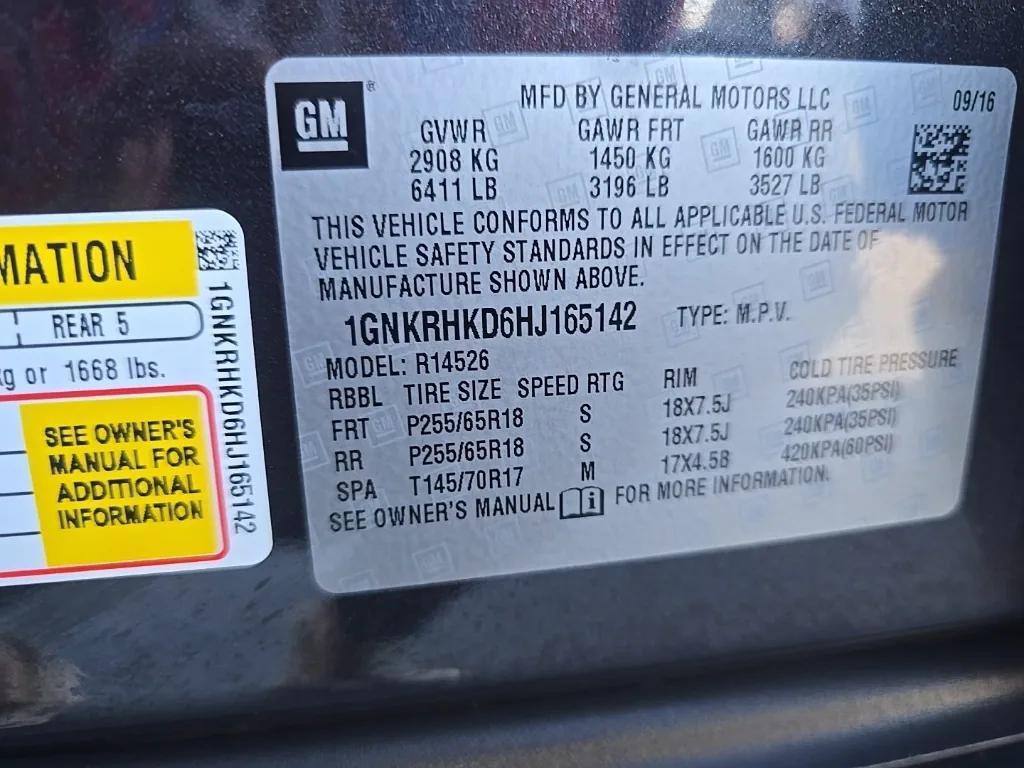 MATION
REAR 5
kg or 1668 lbs.
SEE OWNER'S
MANUAL FOR
ADDITIONAL
INFORMATION
1GNKRHKD6HJ165142
GM ®
MFD BY GENERAL MOTORS LLC 09/16
GVWR GAWR FRT GAWR RR
2908 KG 1450 KG 1600 KG
6411 LB 3196 LB 3527 LB
THIS VEHICLE CONFORMS TO ALL APPLICABLE U.S. FEDERAL MOTOR
VEHICLE SAFETY STANDARDS IN EFFECT ON THE DATE OF
MANUFACTURE SHOWN ABOVE.
1GNKRHKD6HJ165142 TYPE: M.P.V.
MODEL: R14526
RBBL TIRE SIZE SPEED RTG RIM COLD TIRE PRESSURE
FRT P255/65R18 S 18X7.5J 240KPA(35PSI)
RR P255/65R18 S 18X7.5J 240KPA(35PSI)
SPA T145/70R17 M 17X4.5B 420KPA(60PSI)
SEE OWNER'S MANUAL i FOR MORE INFORMATION.